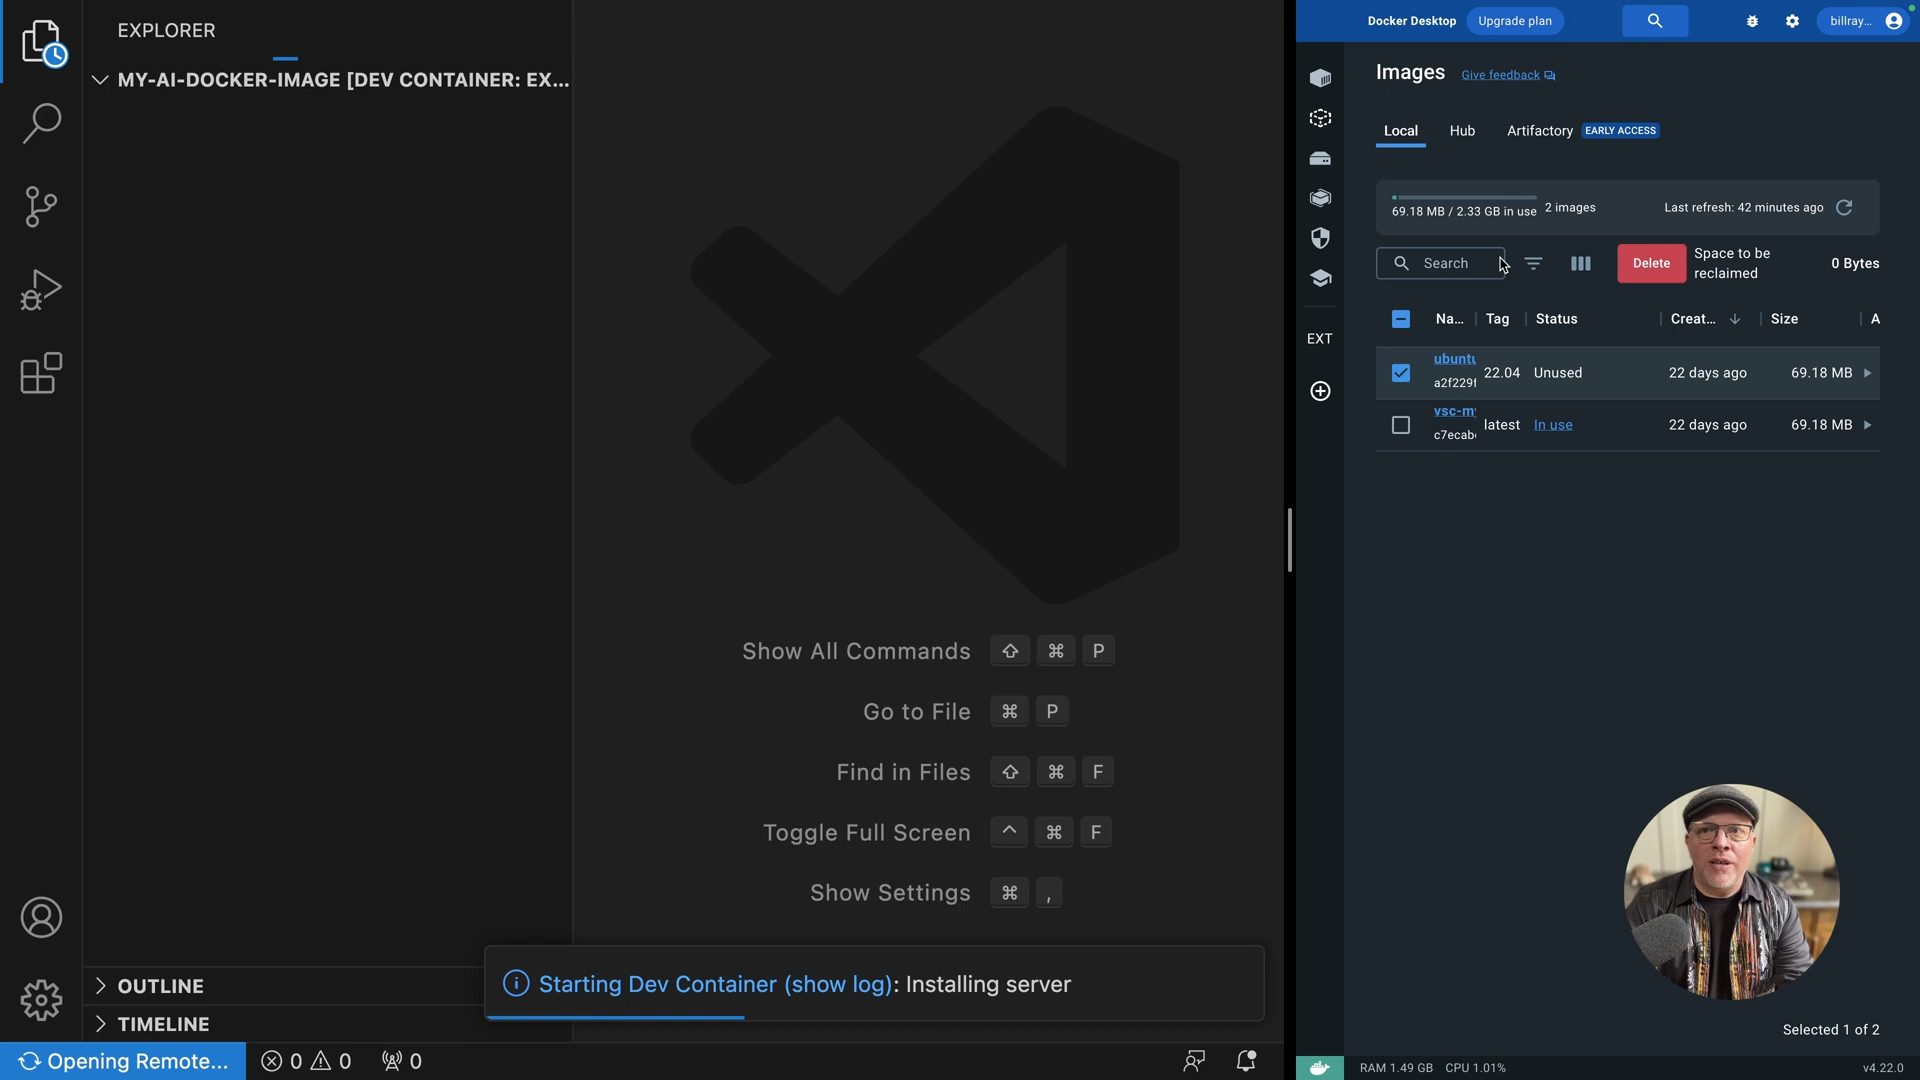 EXPLORER
MY-AI-DOCKER-IMAGE [DEV CONTAINER: EX...
Show All Commands ⇧ ⌘ P
Go to File ⌘ P
Find in Files ⇧ ⌘ F
Toggle Full Screen ^ ⌘ F
Show Settings ⌘ ,
OUTLINE
TIMELINE
Starting Dev Container (show log): Installing server
Opening Remote... 0 0 0
Docker Desktop Upgrade plan billray...
Images Give feedback
Local Hub Artifactory EARLY ACCESS
69.18 MB / 2.33 GB in use 2 images Last refresh: 42 minutes ago
Search Delete Space to be reclaimed 0 Bytes
EXT
Na... Tag Status Creat... Size A
ubuntu 22.04 Unused 22 days ago 69.18 MB
a2f229f
vsc-my latest In use 22 days ago 69.18 MB
c7ecab
Selected 1 of 2
RAM 1.49 GB CPU 1.01% v4.22.0